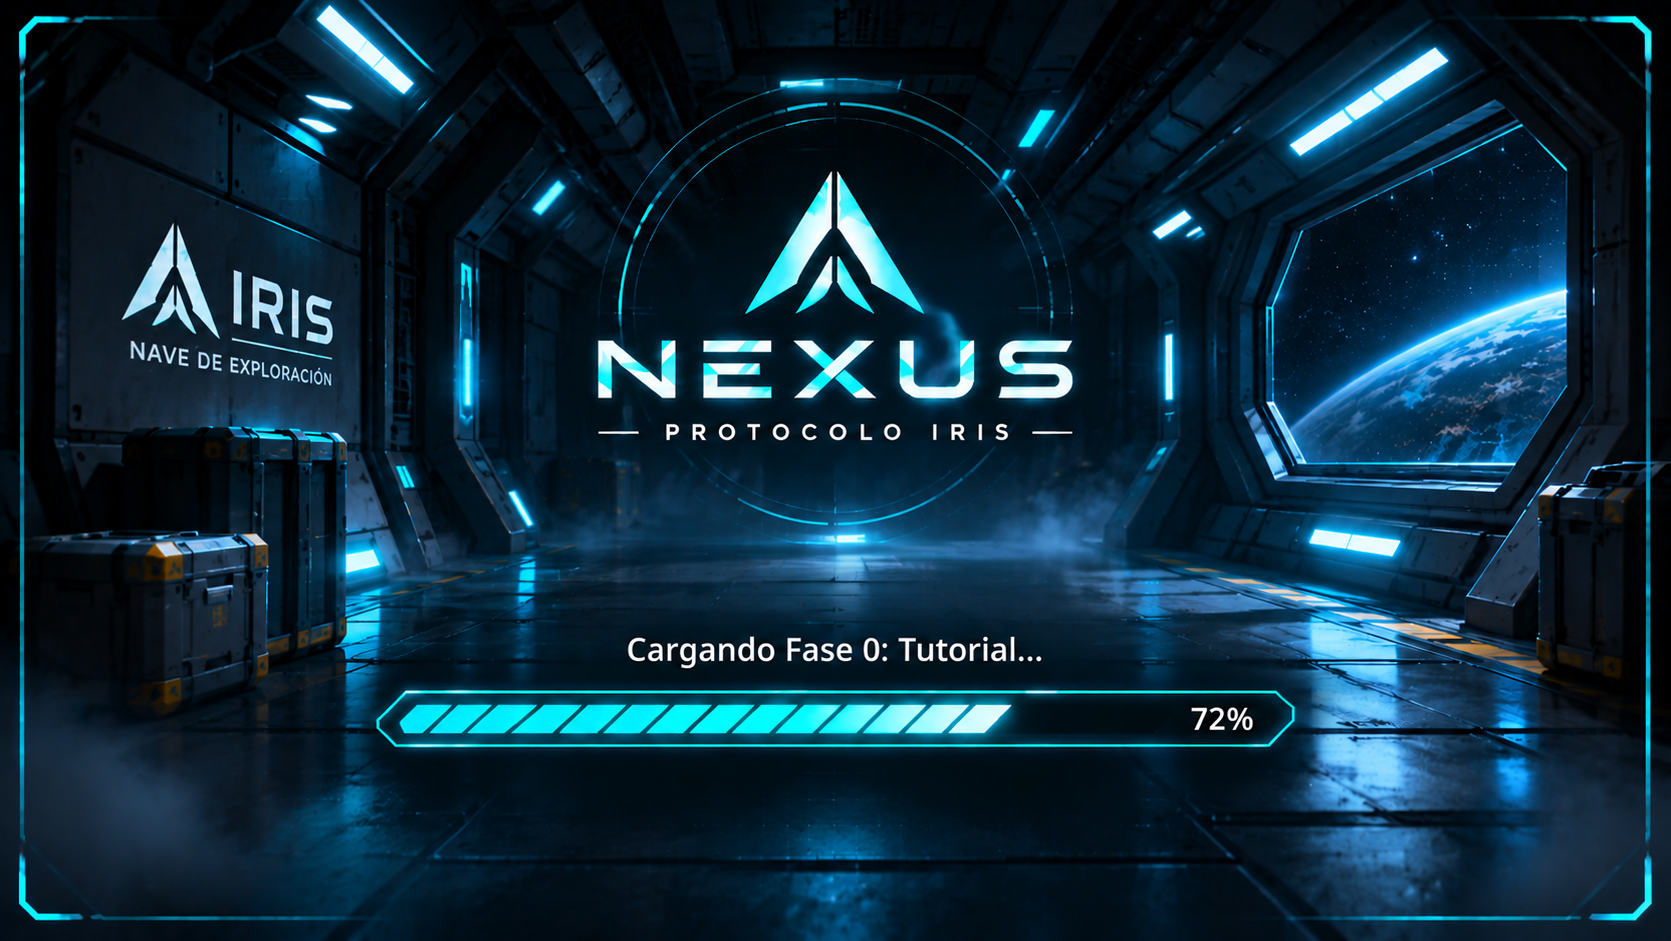 IRIS
NAVE DE EXPLORACIÓN
NEXUS
PROTOCOLO IRIS
Cargando Fase 0: Tutorial...
72%